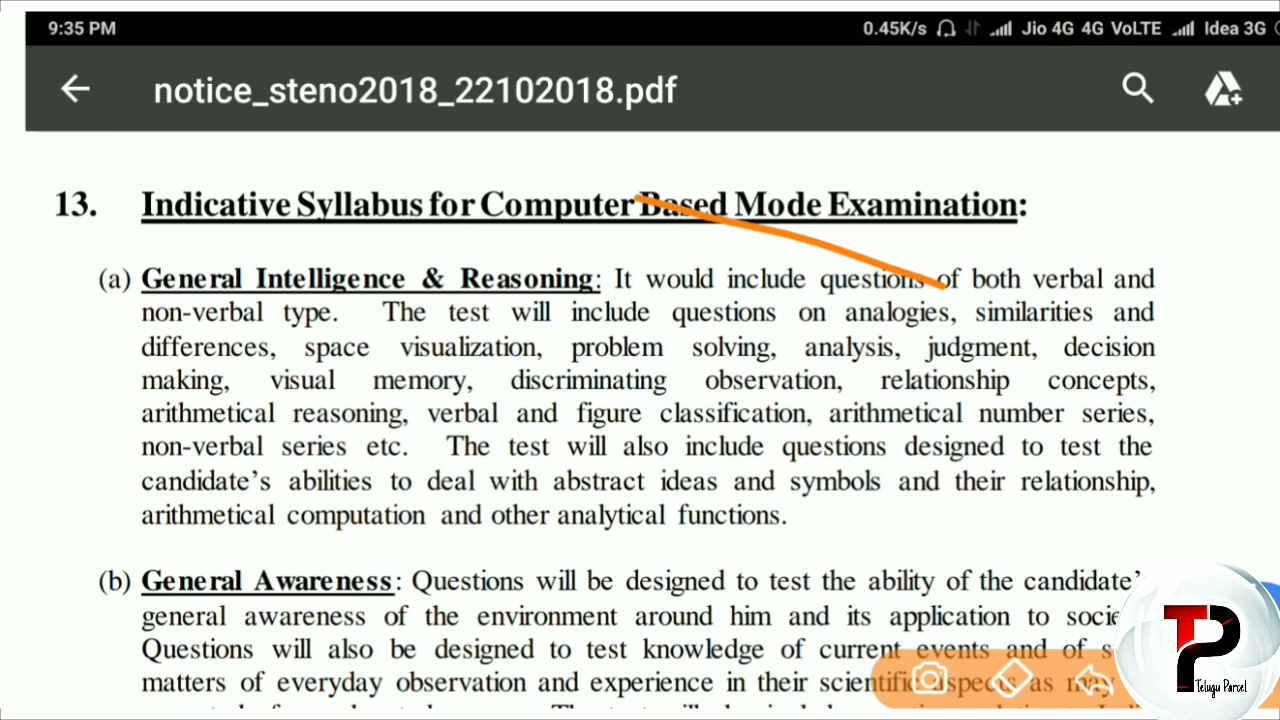 9:35 PM 0.45K/s Jio 4G 4G VoLTE Idea 3G
notice_steno2018_22102018.pdf
13. Indicative Syllabus for Computer Based Mode Examination:
(a) General Intelligence & Reasoning: It would include questions of both verbal and
non-verbal type. The test will include questions on analogies, similarities and
differences, space visualization, problem solving, analysis, judgment, decision
making, visual memory, discriminating observation, relationship concepts,
arithmetical reasoning, verbal and figure classification, arithmetical number series,
non-verbal series etc. The test will also include questions designed to test the
candidate's abilities to deal with abstract ideas and symbols and their relationship,
arithmetical computation and other analytical functions.
(b) General Awareness: Questions will be designed to test the ability of the candidate'
general awareness of the environment around him and its application to socie
Questions will also be designed to test knowledge of current events and of s
matters of everyday observation and experience in their scientific aspects as may
TP
Telugu Parcel